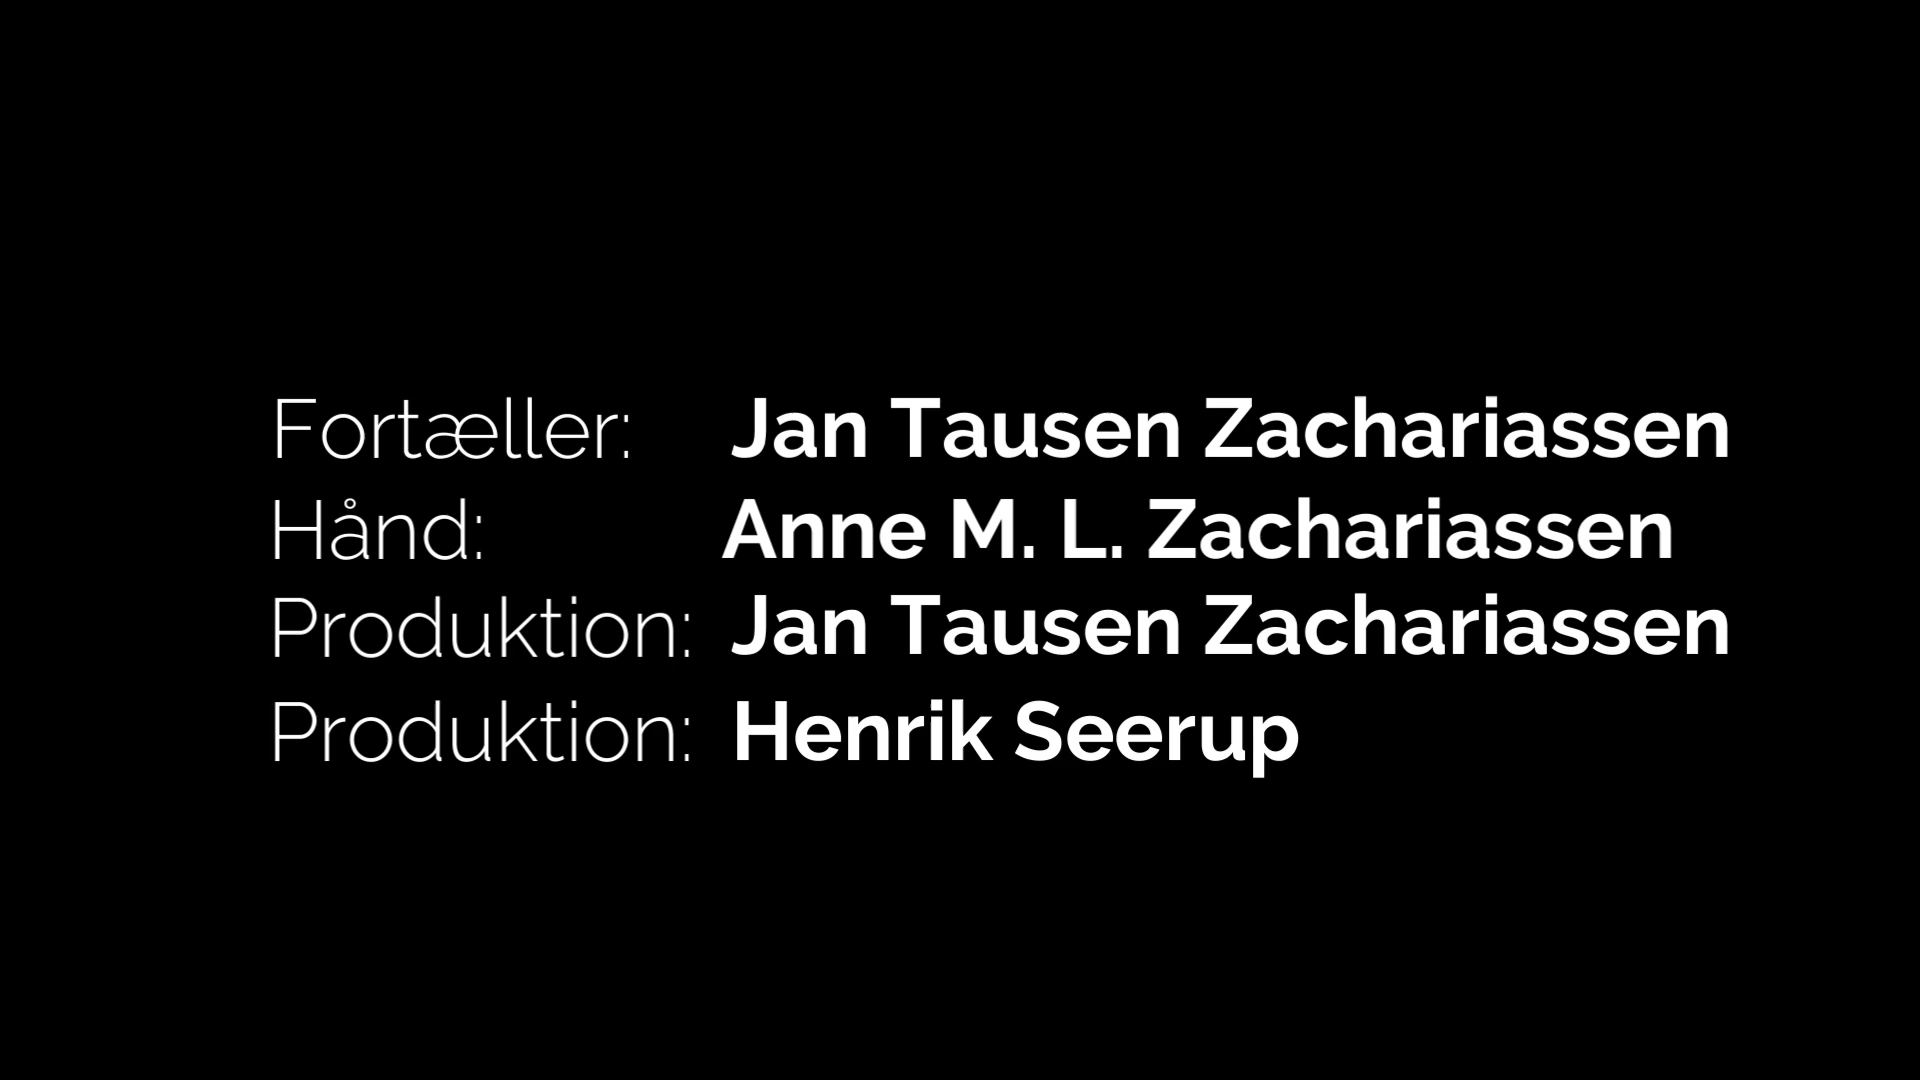 Fortæller: Jan Tausen Zachariassen
Hånd: Anne M. L. Zachariassen
Produktion: Jan Tausen Zachariassen
Produktion: Henrik Seerup